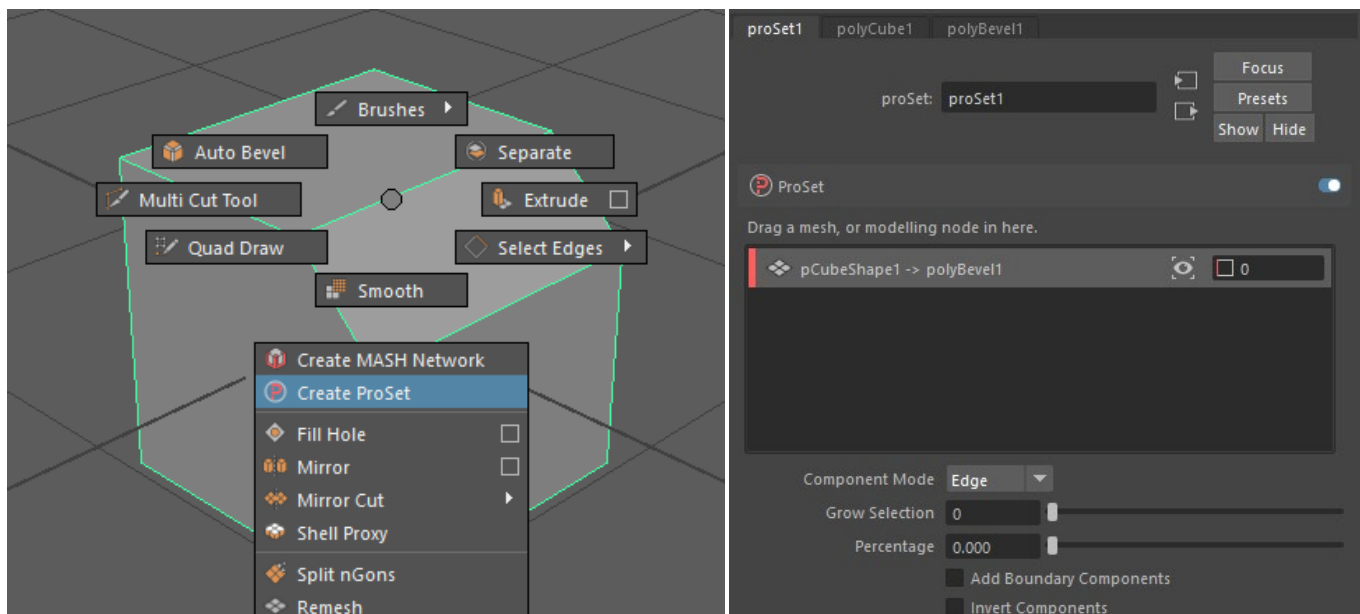 Brushes
Auto Bevel
Separate
Multi Cut Tool
Extrude
Quad Draw
Select Edges
Smooth
Create MASH Network
Create ProSet
Fill Hole
Mirror
Mirror Cut
Shell Proxy
Split nGons
Remesh
proSet1 polyCube1 polyBevel1
proSet: proSet1
Focus
Presets
Show Hide
ProSet
Drag a mesh, or modelling node in here.
pCubeShape1 -> polyBevel1 0
Component Mode Edge
Grow Selection 0
Percentage 0.000
Add Boundary Components
Invert Components